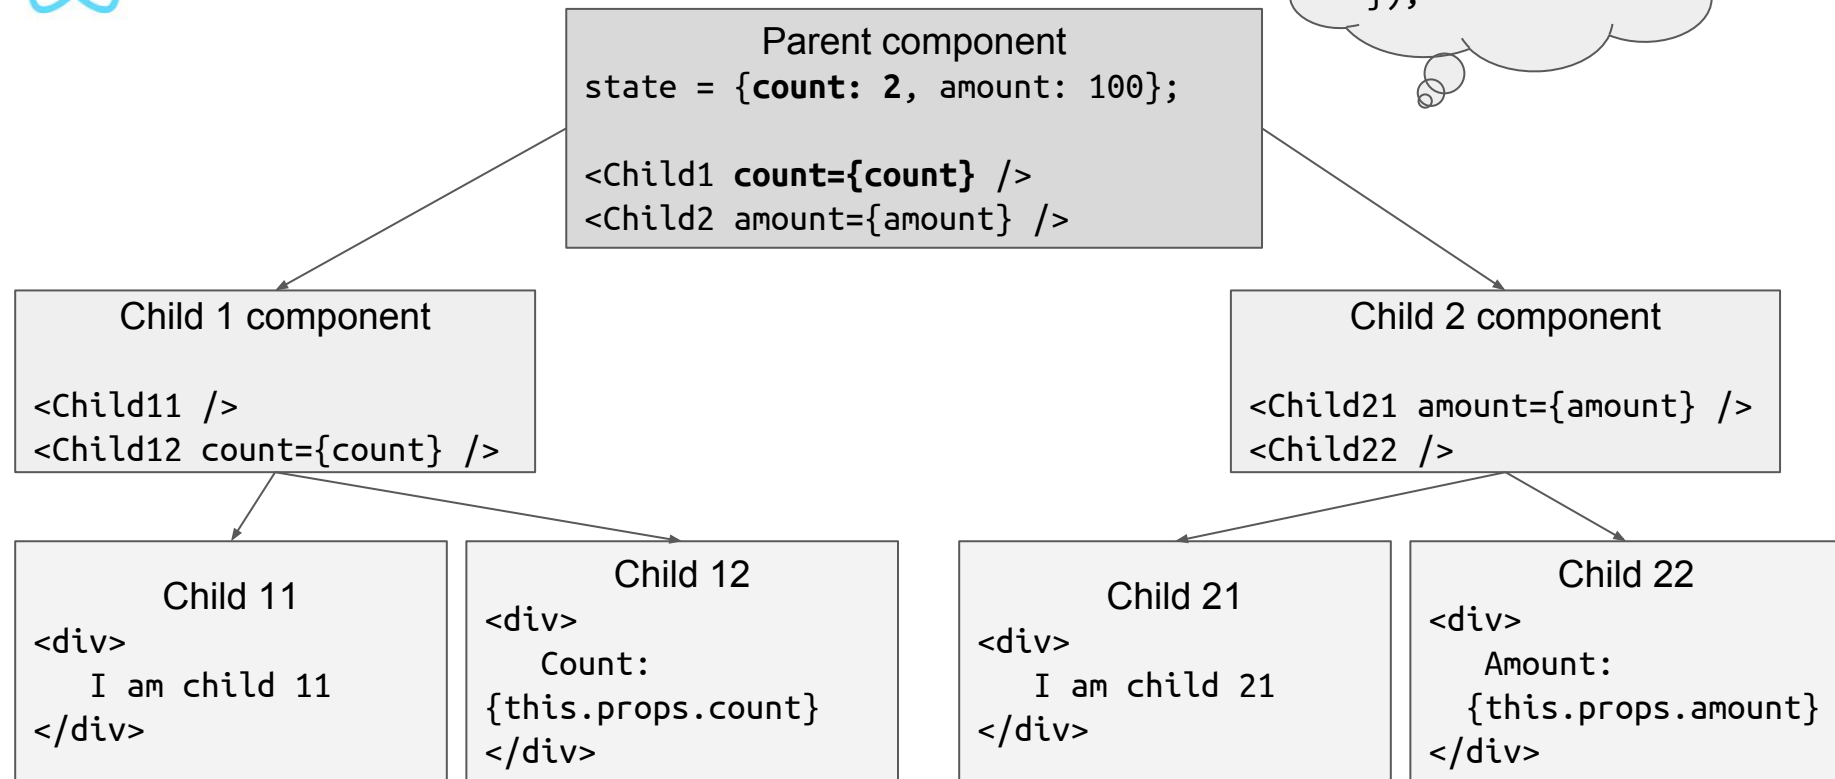 });
Parent component
state = {count: 2, amount: 100};
<Child1 count={count} />
<Child2 amount={amount} />
Child 1 component
<Child11 />
<Child12 count={count} />
Child 2 component
<Child21 amount={amount} />
<Child22 />
Child 11
<div>
I am child 11
</div>
Child 12
<div>
Count:
{this.props.count}
</div>
Child 21
<div>
I am child 21
</div>
Child 22
<div>
Amount:
{this.props.amount}
</div>